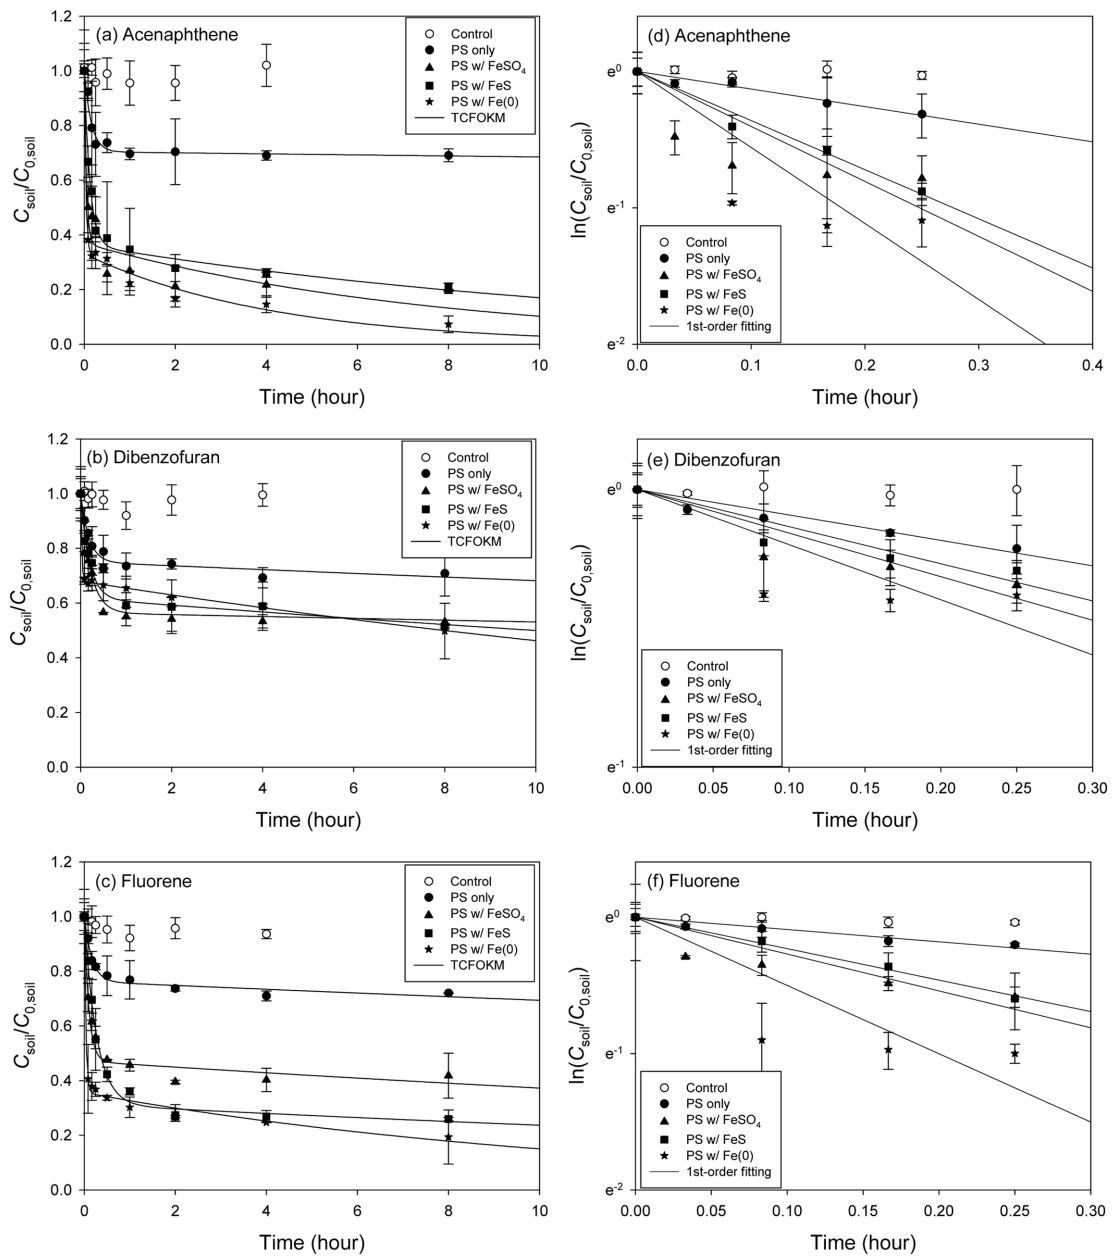 (a) Acenaphthene
Control
PS only
PS w/ FeSO4
PS w/ FeS
PS w/ Fe(0)
TCFOKM
1.2
1.0
0.8
0.6
0.4
0.2
0.0
Csoil/C0,soil
0 2 4 6 8 10
Time (hour)
(d) Acenaphthene
Control
PS only
PS w/ FeSO4
PS w/ FeS
PS w/ Fe(0)
1st-order fitting
e0
e-1
e-2
ln(Csoil/C0,soil)
0.0 0.1 0.2 0.3 0.4
Time (hour)
(b) Dibenzofuran
Control
PS only
PS w/ FeSO4
PS w/ FeS
PS w/ Fe(0)
TCFOKM
1.2
1.0
0.8
0.6
0.4
0.2
0.0
Csoil/C0,soil
0 2 4 6 8 10
Time (hour)
(e) Dibenzofuran
Control
PS only
PS w/ FeSO4
PS w/ FeS
PS w/ Fe(0)
1st-order fitting
e0
e-1
ln(Csoil/C0,soil)
0.00 0.05 0.10 0.15 0.20 0.25 0.30
Time (hour)
(c) Fluorene
Control
PS only
PS w/ FeSO4
PS w/ FeS
PS w/ Fe(0)
TCFOKM
1.2
1.0
0.8
0.6
0.4
0.2
0.0
Csoil/C0,soil
0 2 4 6 8 10
Time (hour)
(f) Fluorene
Control
PS only
PS w/ FeSO4
PS w/ FeS
PS w/ Fe(0)
1st-order fitting
e0
e-1
e-2
ln(Csoil/C0,soil)
0.00 0.05 0.10 0.15 0.20 0.25 0.30
Time (hour)